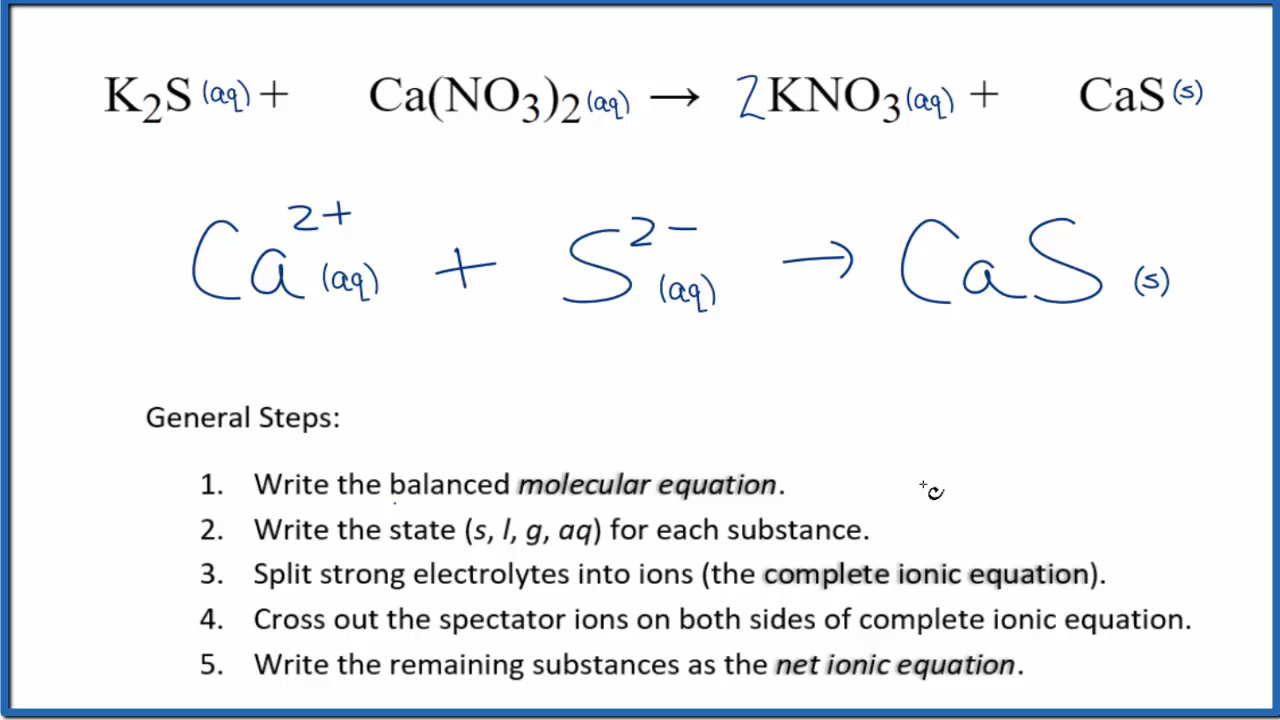 K₂S (aq) + Ca(NO₃)₂ (aq) → 2KNO₃ (aq) + CaS (s)
Ca²⁺ (aq) + S²⁻ (aq) → CaS (s)
General Steps:
1. Write the balanced molecular equation.
2. Write the state (s, l, g, aq) for each substance.
3. Split strong electrolytes into ions (the complete ionic equation).
4. Cross out the spectator ions on both sides of complete ionic equation.
5. Write the remaining substances as the net ionic equation.